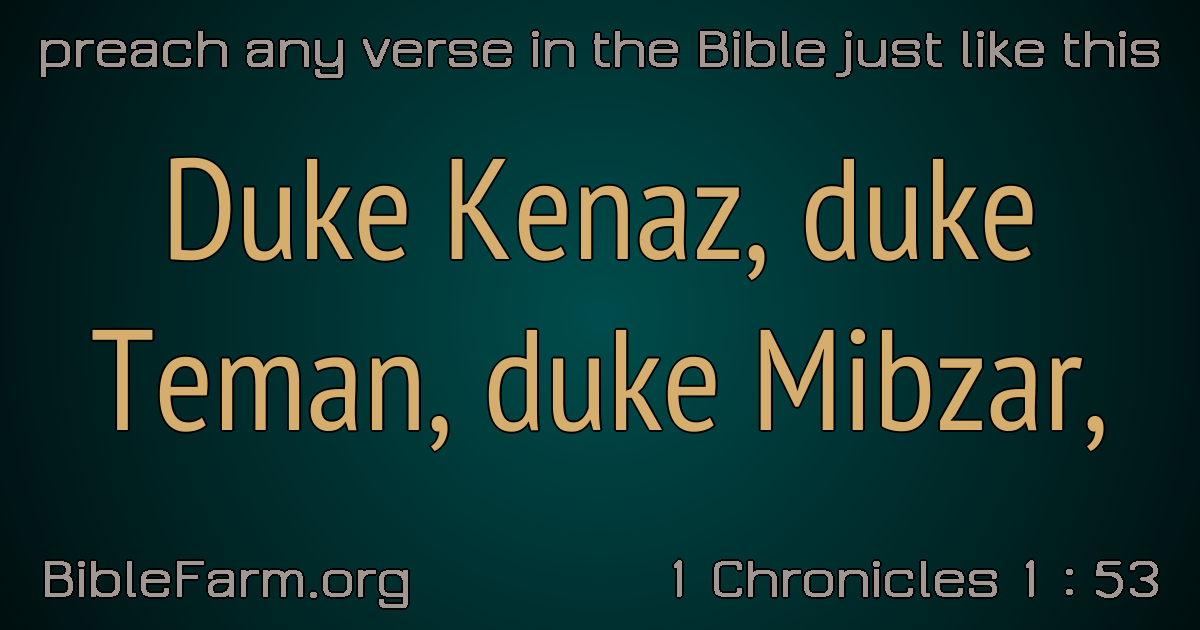 preach any verse in the Bible just like this
Duke Kenaz, duke
Teman, duke Mibzar,
BibleFarm.org
1 Chronicles 1 : 53